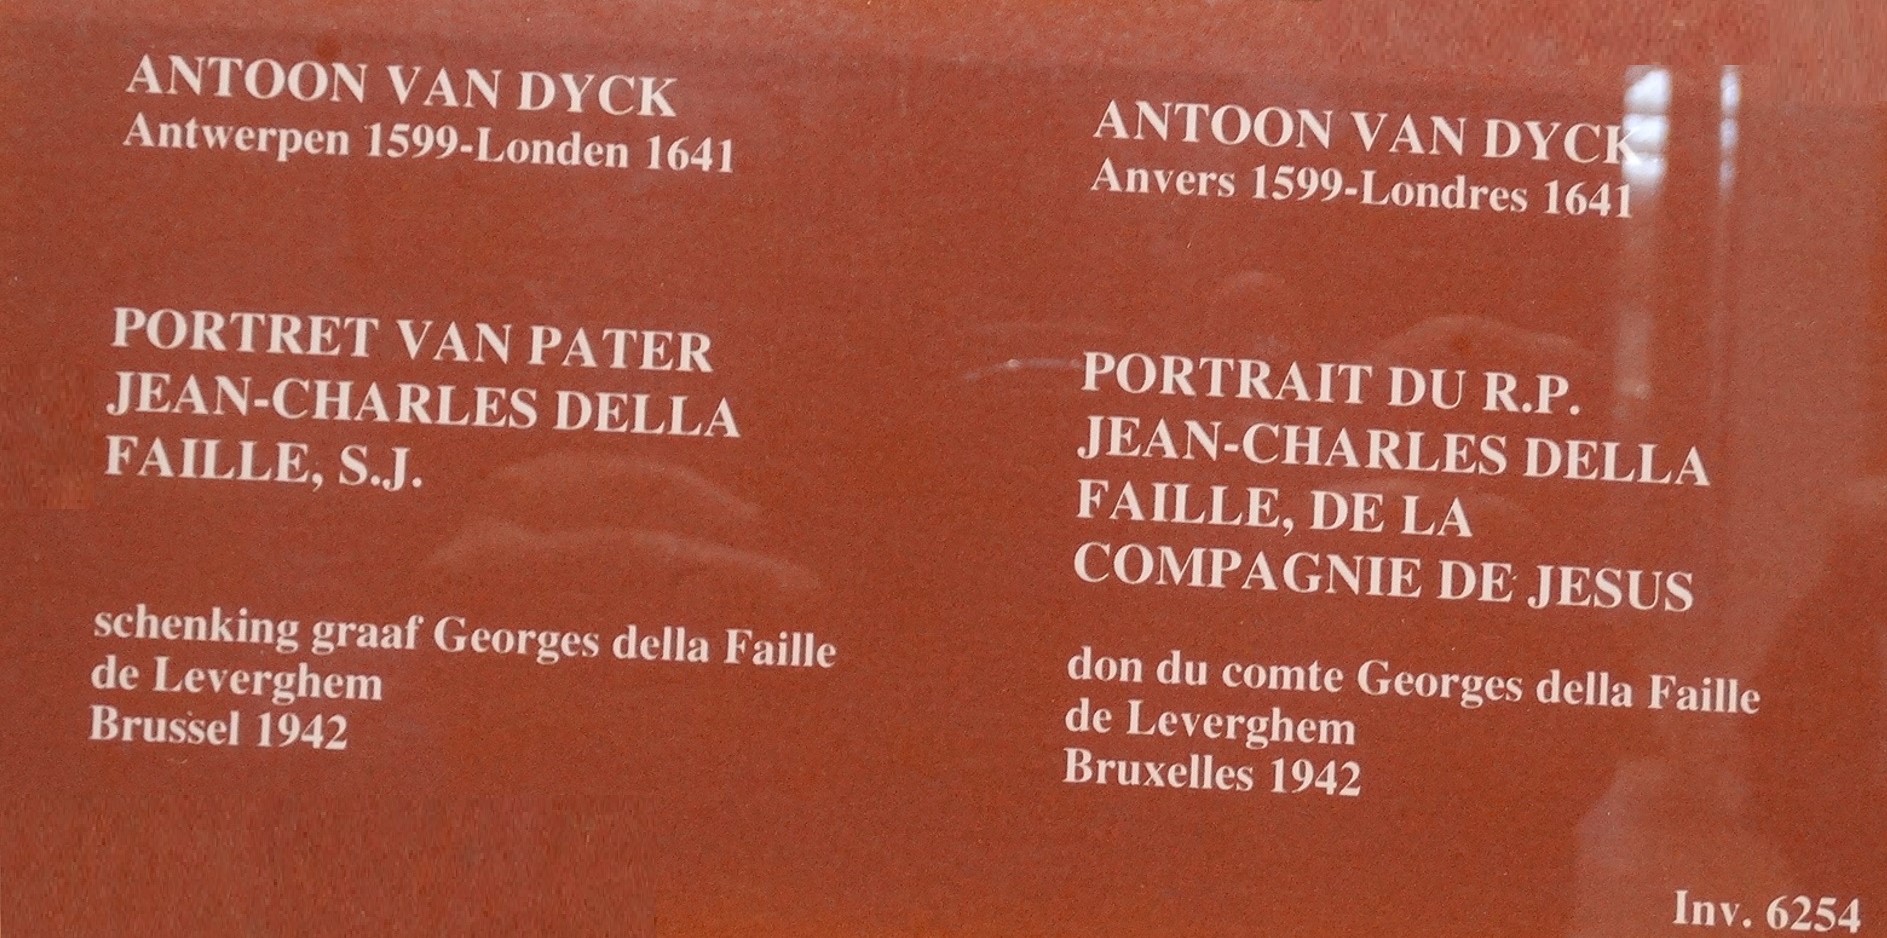 ANTOON VAN DYCK
Antwerpen 1599-Londen 1641
PORTRET VAN PATER
JEAN-CHARLES DELLA
FAILLE, S.J.
schenking graaf Georges della Faille
de Leverghem
Brussel 1942
ANTOON VAN DYCK
Anvers 1599-Londres 1641
PORTRAIT DU R.P.
JEAN-CHARLES DELLA
FAILLE, DE LA
COMPAGNIE DE JESUS
don du comte Georges della Faille
de Leverghem
Bruxelles 1942
Inv. 6254